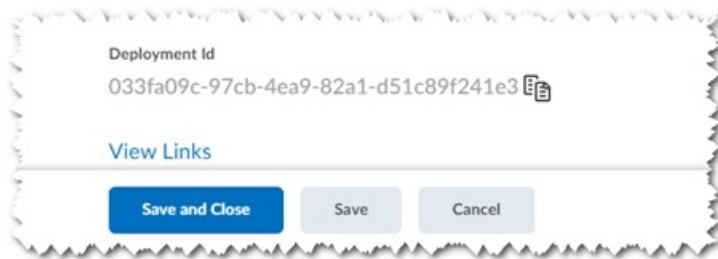 Deployment Id
033fa09c-97cb-4ea9-82a1-d51c89f241e3
View Links
Save and Close Save Cancel